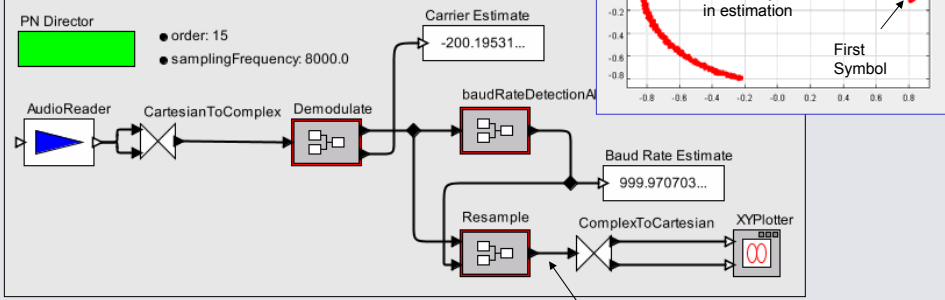 PN Director
order: 15
samplingFrequency: 8000.0
Carrier Estimate
-200.19531...
AudioReader
CartesianToComplex
Demodulate
baudRateDetectionAl
Baud Rate Estimate
999.970703...
Resample
ComplexToCartesian
XYPlotter
in estimation
First
Symbol
-0.2
-0.4
-0.6
-0.8
-0.8 -0.6 -0.4 -0.2 0.0 0.2 0.4 0.6 0.8